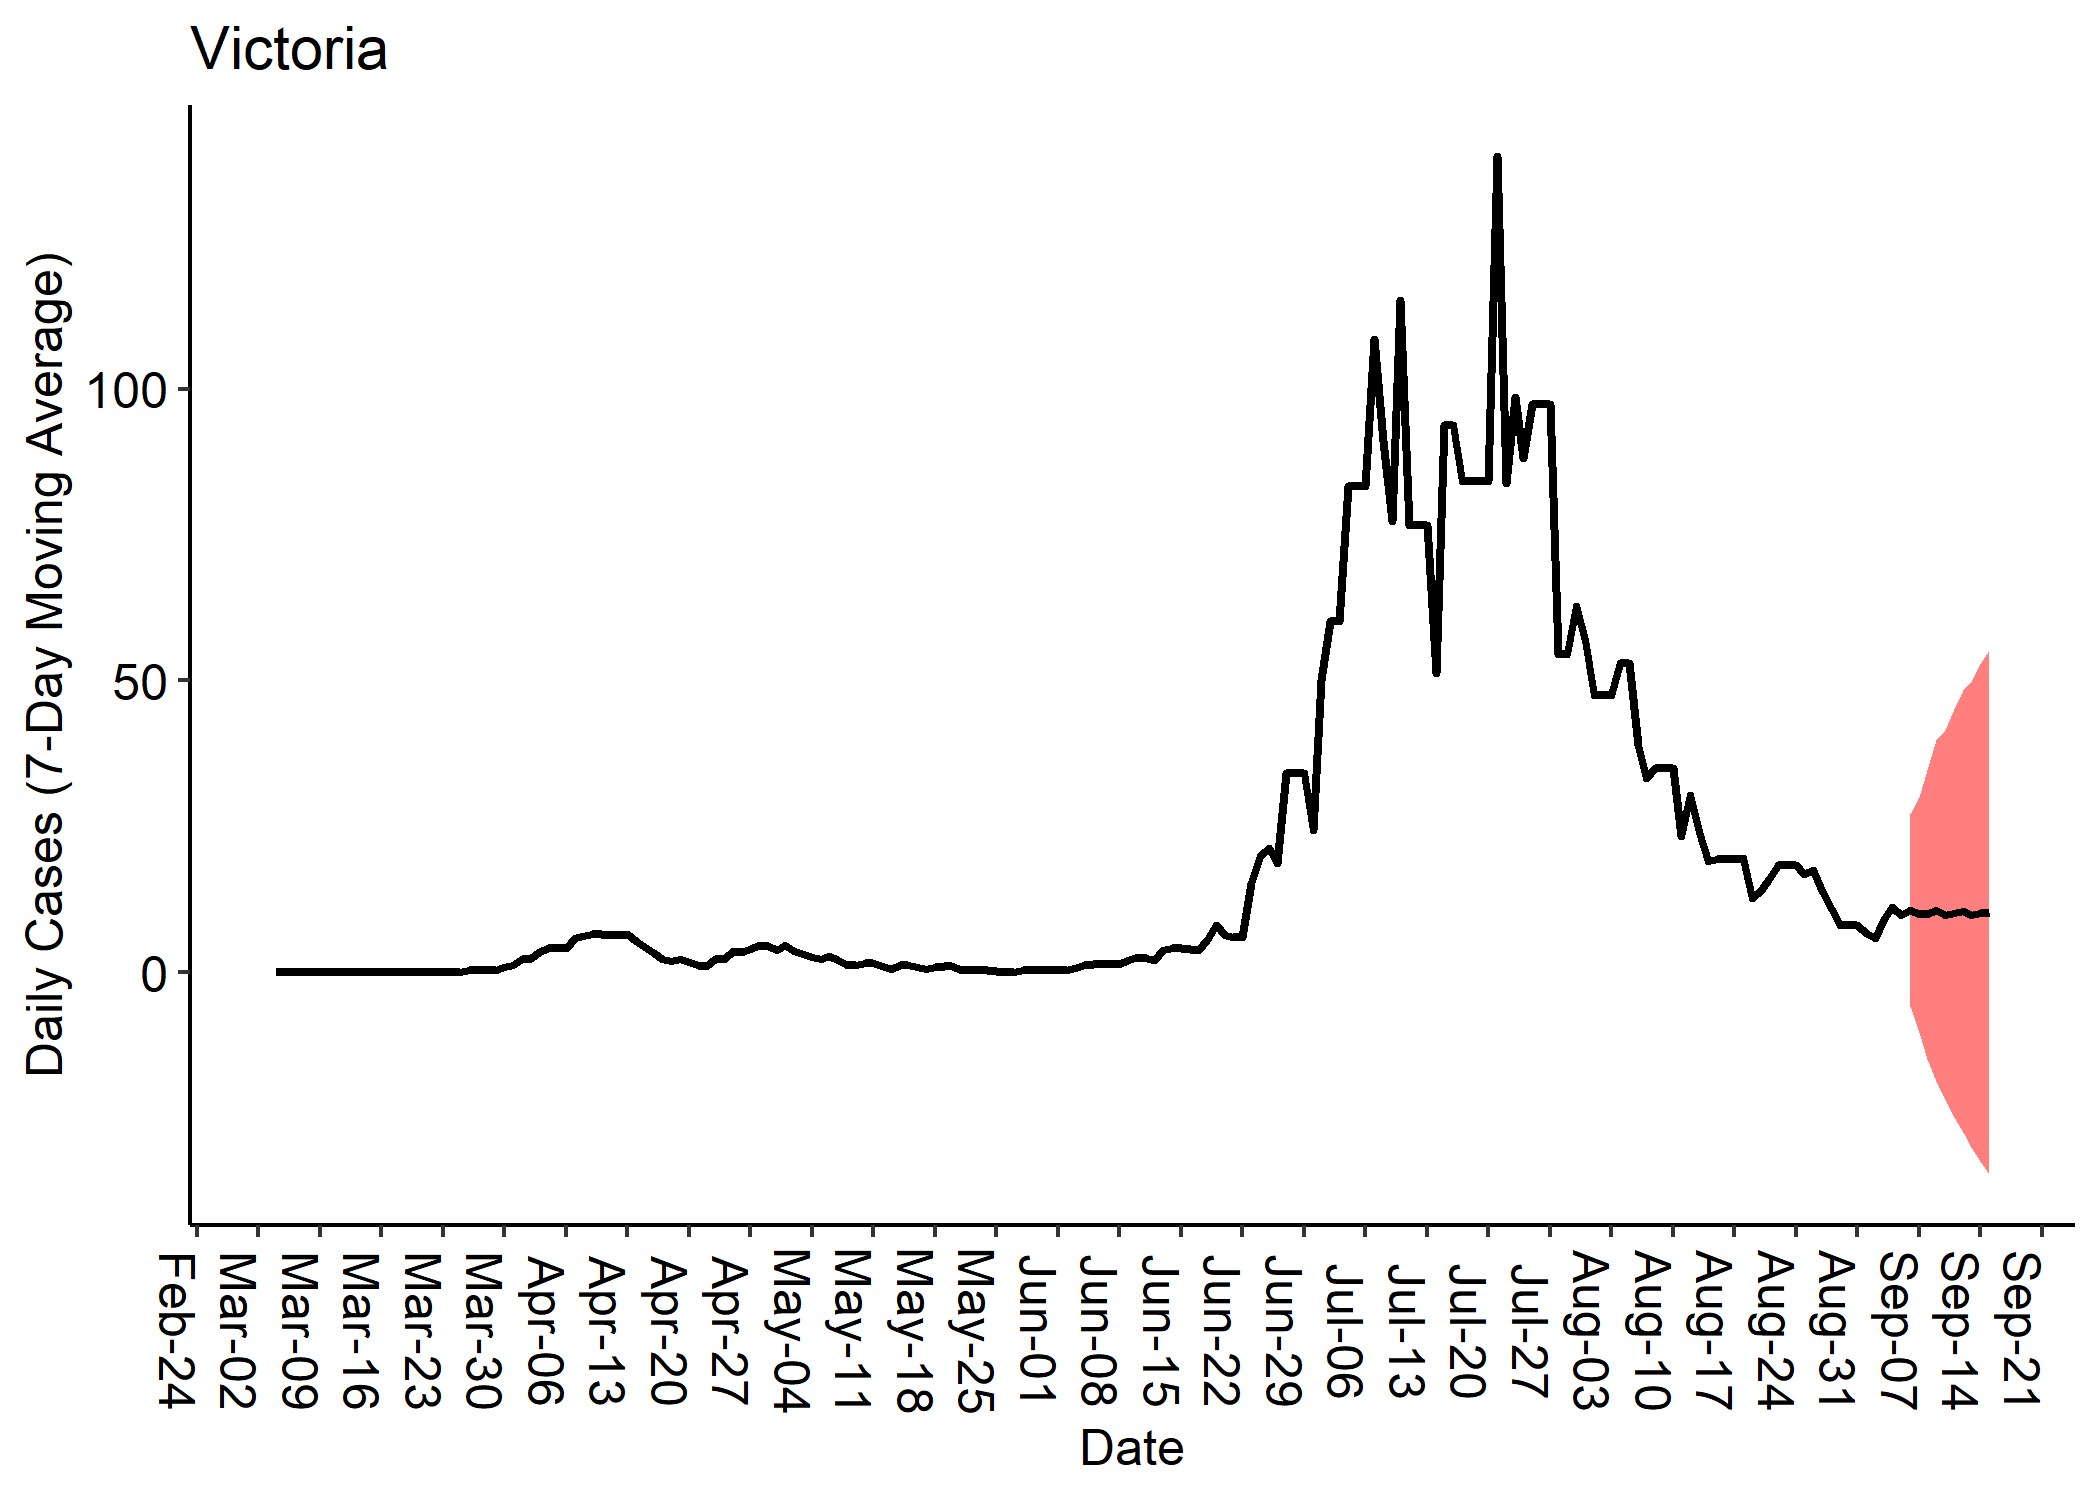 Victoria
Daily Cases (7-Day Moving Average)
100
50
0
Feb-24
Mar-02
Mar-09
Mar-16
Mar-23
Mar-30
Apr-06
Apr-13
Apr-20
Apr-27
May-04
May-11
May-18
May-25
Jun-01
Jun-08
Jun-15
Jun-22
Jun-29
Jul-06
Jul-13
Jul-20
Jul-27
Aug-03
Aug-10
Aug-17
Aug-24
Aug-31
Sep-07
Sep-14
Sep-21
Date